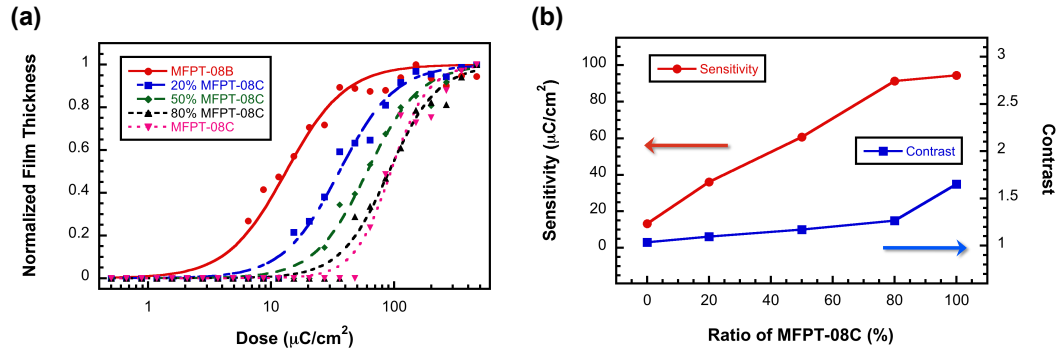 (a)
Normalized Film Thickness
1
0.8
0.6
0.4
0.2
0
MFPT-08B
20% MFPT-08C
50% MFPT-08C
80% MFPT-08C
MFPT-08C
1
10
100
Dose (μC/cm²)
(b)
Sensitivity (μC/cm²)
100
80
60
40
20
0
Sensitivity
Contrast
3
2.5
2
1.5
1
Contrast
0
20
40
60
80
100
Ratio of MFPT-08C (%)